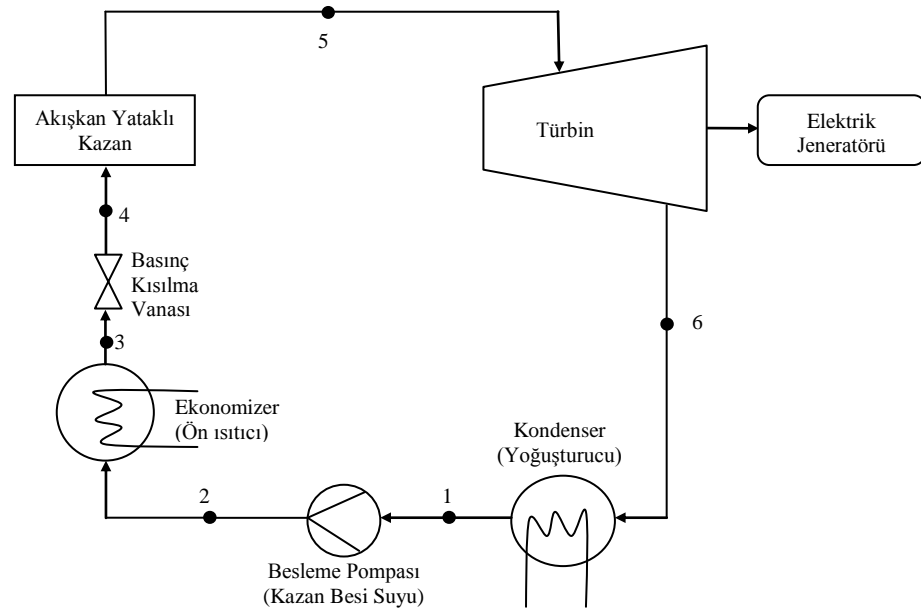 5
Akışkan Yataklı
Kazan
Türbin
Elektrik
Jeneratörü
4
Basınç
Kısılma
Vanası
3
6
Ekonomizer
(Ön ısıtıcı)
Kondenser
(Yoğuşturucu)
2
1
Besleme Pompası
(Kazan Besi Suyu)